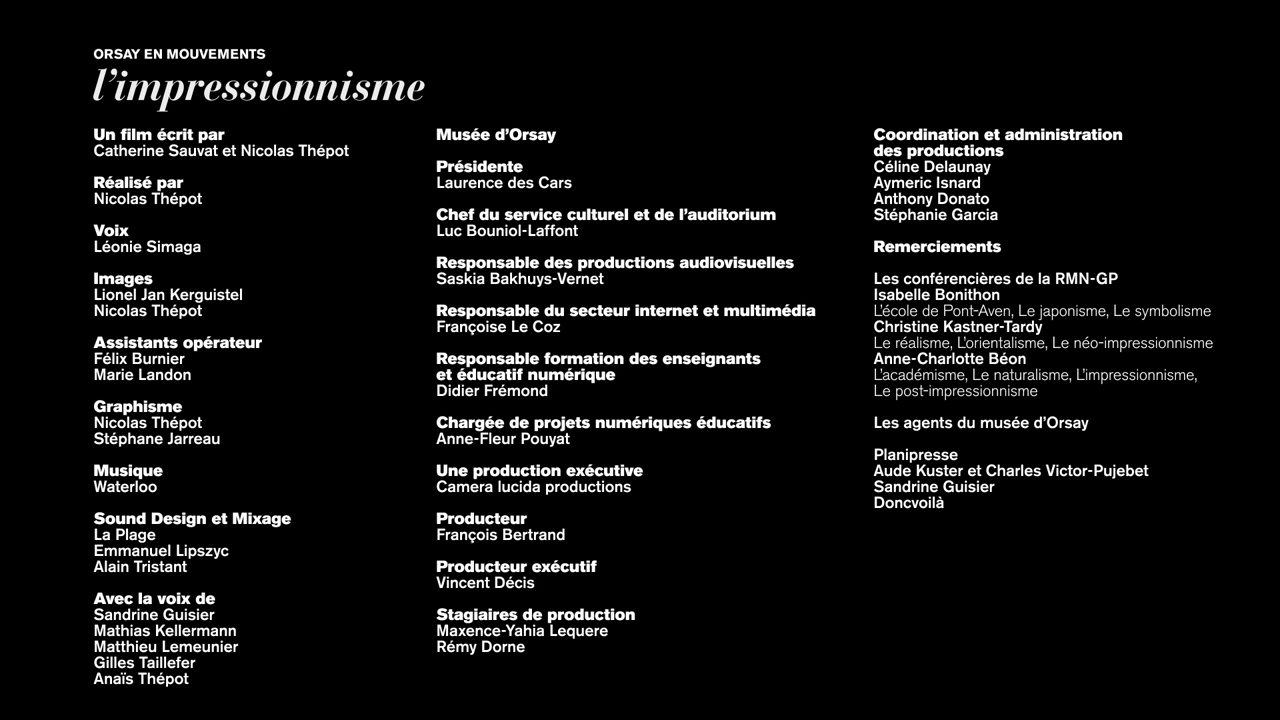 ORSAY EN MOUVEMENTS
l’impressionnisme
Un film écrit par
Catherine Sauvat et Nicolas Thépot
Réalisé par
Nicolas Thépot
Voix
Léonie Simaga
Images
Lionel Jan Kerguistel
Nicolas Thépot
Assistants opérateur
Félix Burnier
Marie Landon
Graphisme
Nicolas Thépot
Stéphane Jarreau
Musique
Waterloo
Sound Design et Mixage
La Plage
Emmanuel Lipszyc
Alain Tristant
Avec la voix de
Sandrine Guisier
Mathias Kellermann
Matthieu Lemeunier
Gilles Taillefer
Anaïs Thépot
Musée d’Orsay
Présidente
Laurence des Cars
Chef du service culturel et de l’auditorium
Luc Bouniol-Laffont
Responsable des productions audiovisuelles
Saskia Bakhuys-Vernet
Responsable du secteur internet et multimédia
Françoise Le Coz
Responsable formation des enseignants
et éducatif numérique
Didier Frémond
Chargée de projets numériques éducatifs
Anne-Fleur Pouyat
Une production exécutive
Camera lucida productions
Producteur
François Bertrand
Producteur exécutif
Vincent Décis
Stagiaires de production
Maxence-Yahia Lequere
Rémy Dorne
Coordination et administration
des productions
Céline Delaunay
Aymeric Isnard
Anthony Donato
Stéphanie Garcia
Remerciements
Les conférencières de la RMN-GP
Isabelle Bonithon
L’école de Pont-Aven, Le japonisme, Le symbolisme
Christine Kastner-Tardy
Le réalisme, L’orientalisme, Le néo-impressionnisme
Anne-Charlotte Béon
L’académisme, Le naturalisme, L’impressionnisme,
Le post-impressionnisme
Les agents du musée d’Orsay
Planipresse
Aude Kuster et Charles Victor-Pujebet
Sandrine Guisier
Doncvoilà